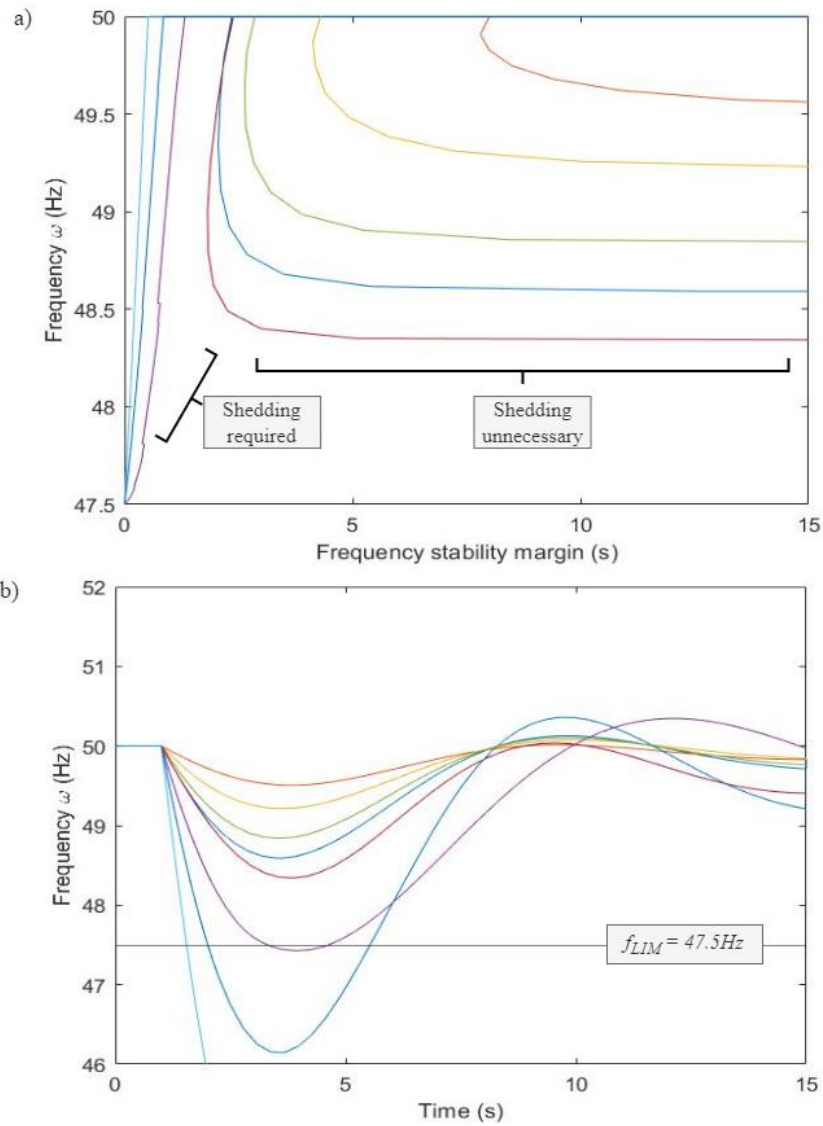 a)
50
49.5
49
48.5
48
47.5
Frequency ω (Hz)
Shedding
required
Shedding
unnecessary
0
5
10
15
Frequency stability margin (s)
b)
52
51
50
49
48
47
46
Frequency ω (Hz)
f_LIM = 47.5Hz
0
5
10
15
Time (s)